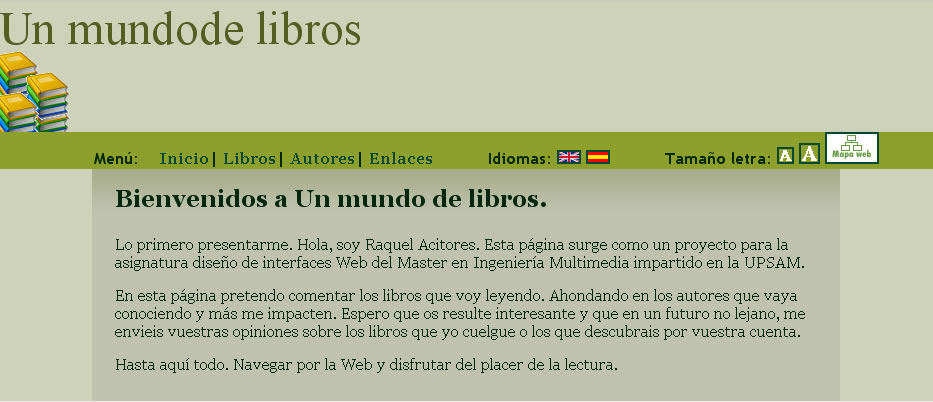 Un mundode libros
Menú: Inicio | Libros | Autores | Enlaces Idiomas: Tamaño letra: A A Mapa web
Bienvenidos a Un mundo de libros.
Lo primero presentarme. Hola, soy Raquel Acitores. Esta página surge como un proyecto para la
asignatura diseño de interfaces Web del Master en Ingeniería Multimedia impartido en la UPSAM.
En esta página pretendo comentar los libros que voy leyendo. Ahondando en los autores que vaya
conociendo y más me impacten. Espero que os resulte interesante y que en un futuro no lejano, me
envieis vuestras opiniones sobre los libros que yo cuelgue o los que descubrais por vuestra cuenta.
Hasta aquí todo. Navegar por la Web y disfrutar del placer de la lectura.